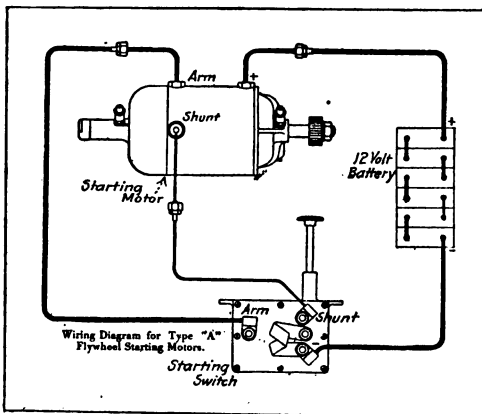 Arm
+
Shunt
+
12 Volt
Battery
Starting
Motor
-
Arm
Shunt
-
Wiring Diagram for Type "A"
Flywheel Starting Motors.
Starting
Switch